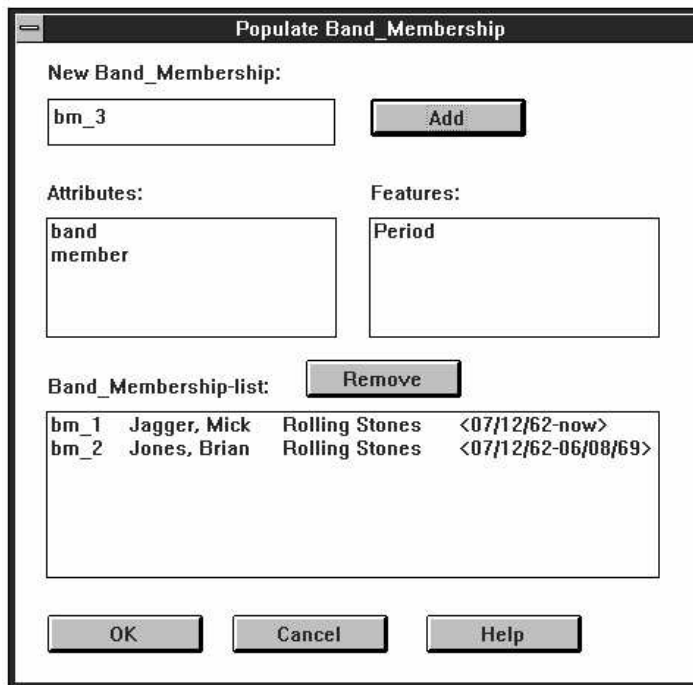 Populate Band_Membership
New Band_Membership:
bm_3
Add
Attributes:
Features:
band
member
Period
Band_Membership-list:
Remove
bm_1 Jagger, Mick Rolling Stones <07/12/62-now>
bm_2 Jones, Brian Rolling Stones <07/12/62-06/08/69>
OK
Cancel
Help